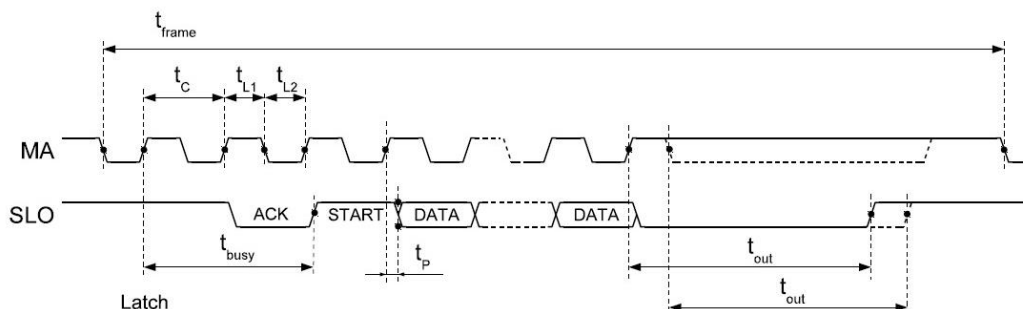 t_frame
t_C t_L1 t_L2
MA
SLO ACK START DATA DATA
t_busy t_P t_out
t_out
Latch